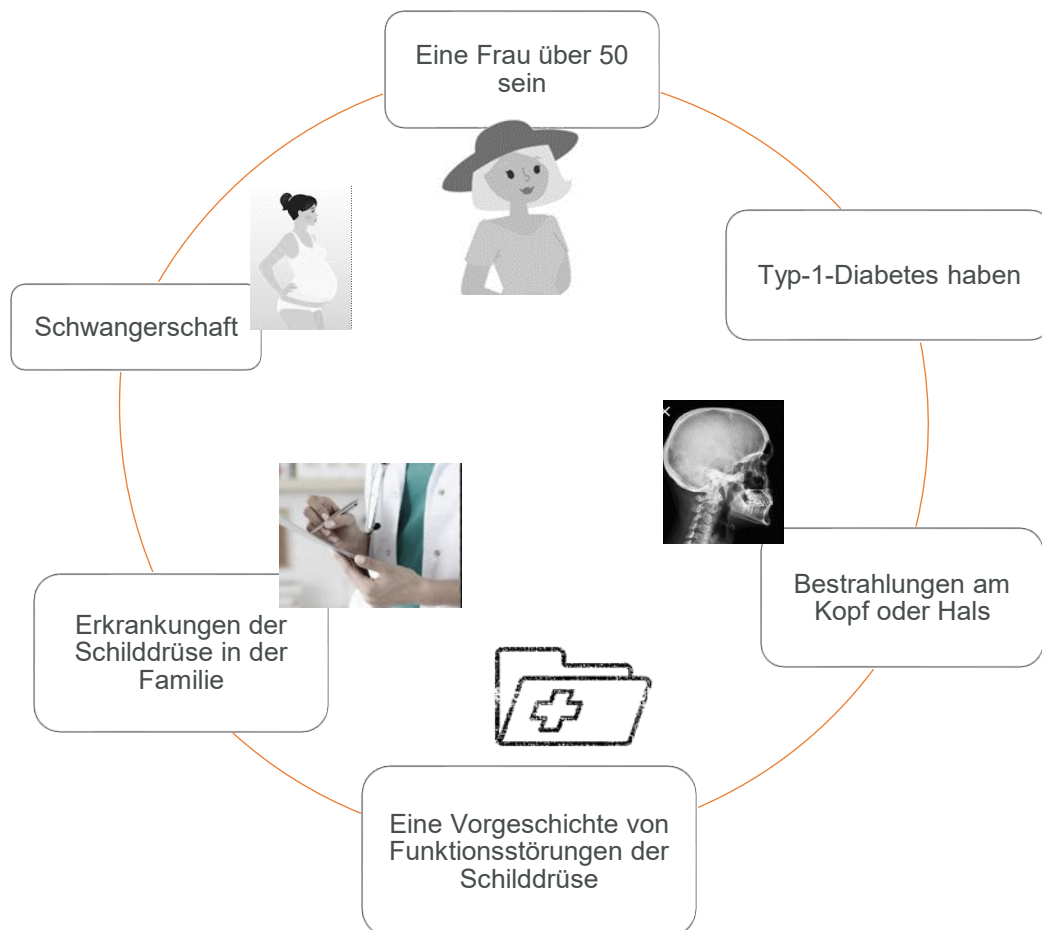 Eine Frau über 50
sein
Typ-1-Diabetes haben
Schwangerschaft
Bestrahlungen am
Kopf oder Hals
Erkrankungen der
Schilddrüse in der
Familie
Eine Vorgeschichte von
Funktionsstörungen der
Schilddrüse